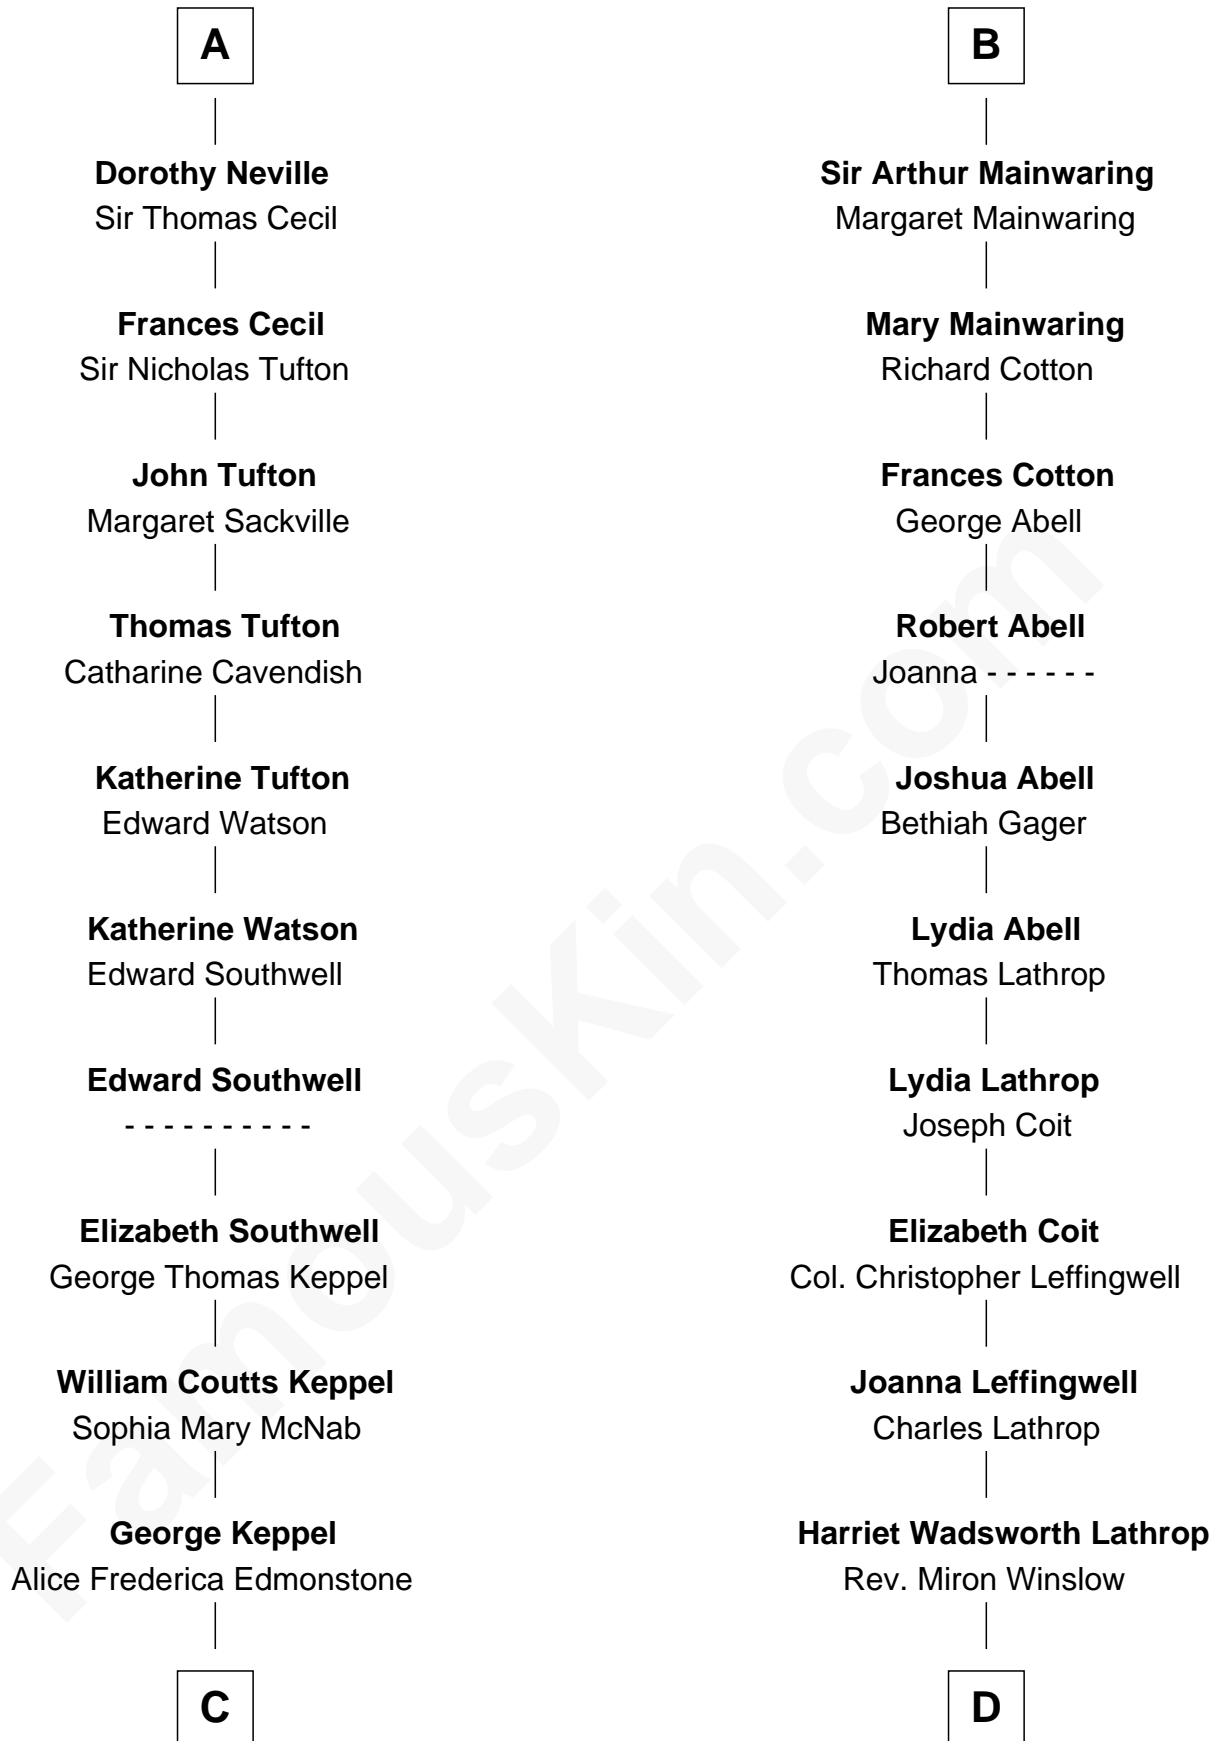 A
Dorothy Neville
Sir Thomas Cecil
Frances Cecil
Sir Nicholas Tufton
John Tufton
Margaret Sackville
Thomas Tufton
Catharine Cavendish
Katherine Tufton
Edward Watson
Katherine Watson
Edward Southwell
Edward Southwell
- - - - - - - - - -
Elizabeth Southwell
George Thomas Keppel
William Coutts Keppel
Sophia Mary McNab
George Keppel
Alice Frederica Edmonstone
C
B
Sir Arthur Mainwaring
Margaret Mainwaring
Mary Mainwaring
Richard Cotton
Frances Cotton
George Abell
Robert Abell
Joanna - - - - - -
Joshua Abell
Bethiah Gager
Lydia Abell
Thomas Lathrop
Lydia Lathrop
Joseph Coit
Elizabeth Coit
Col. Christopher Leffingwell
Joanna Leffingwell
Charles Lathrop
Harriet Wadsworth Lathrop
Rev. Miron Winslow
D
FamousKin.com